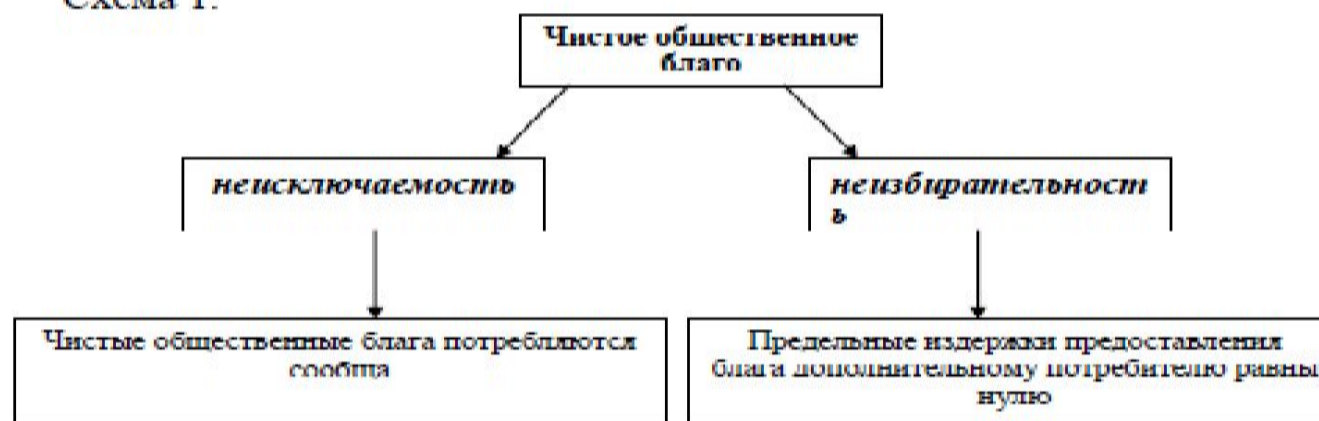 Схема 1.
Чистое общественное
благо
неисключаемость
неизбирательност
ь
Чистые общественные блага потребляются
сообща
Предельные издержки предоставления
блага дополнительному потребителю равны
нулю